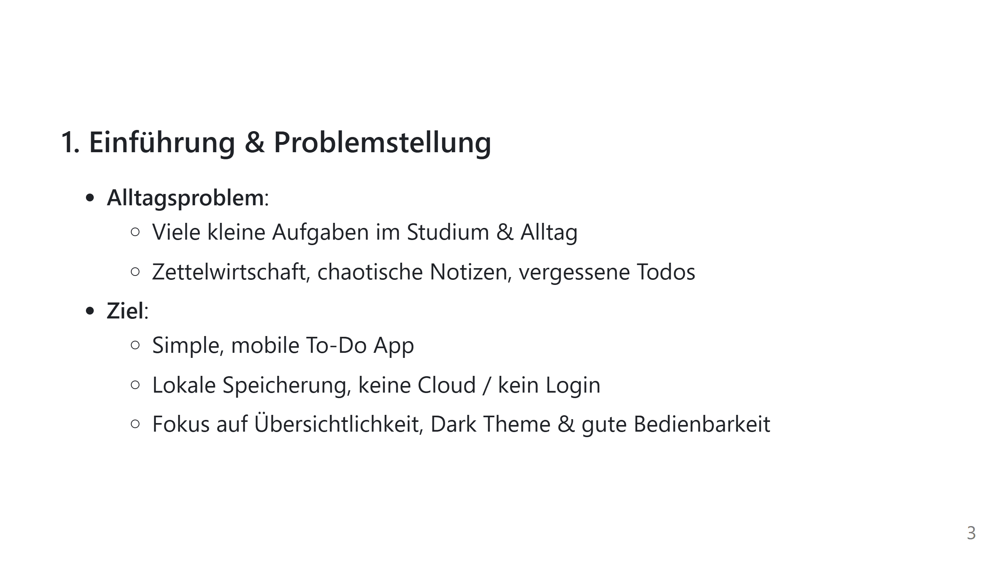 1. Einführung & Problemstellung
• Alltagsproblem:
○ Viele kleine Aufgaben im Studium & Alltag
○ Zettelwirtschaft, chaotische Notizen, vergessene Todos
• Ziel:
○ Simple, mobile To-Do App
○ Lokale Speicherung, keine Cloud / kein Login
○ Fokus auf Übersichtlichkeit, Dark Theme & gute Bedienbarkeit
3